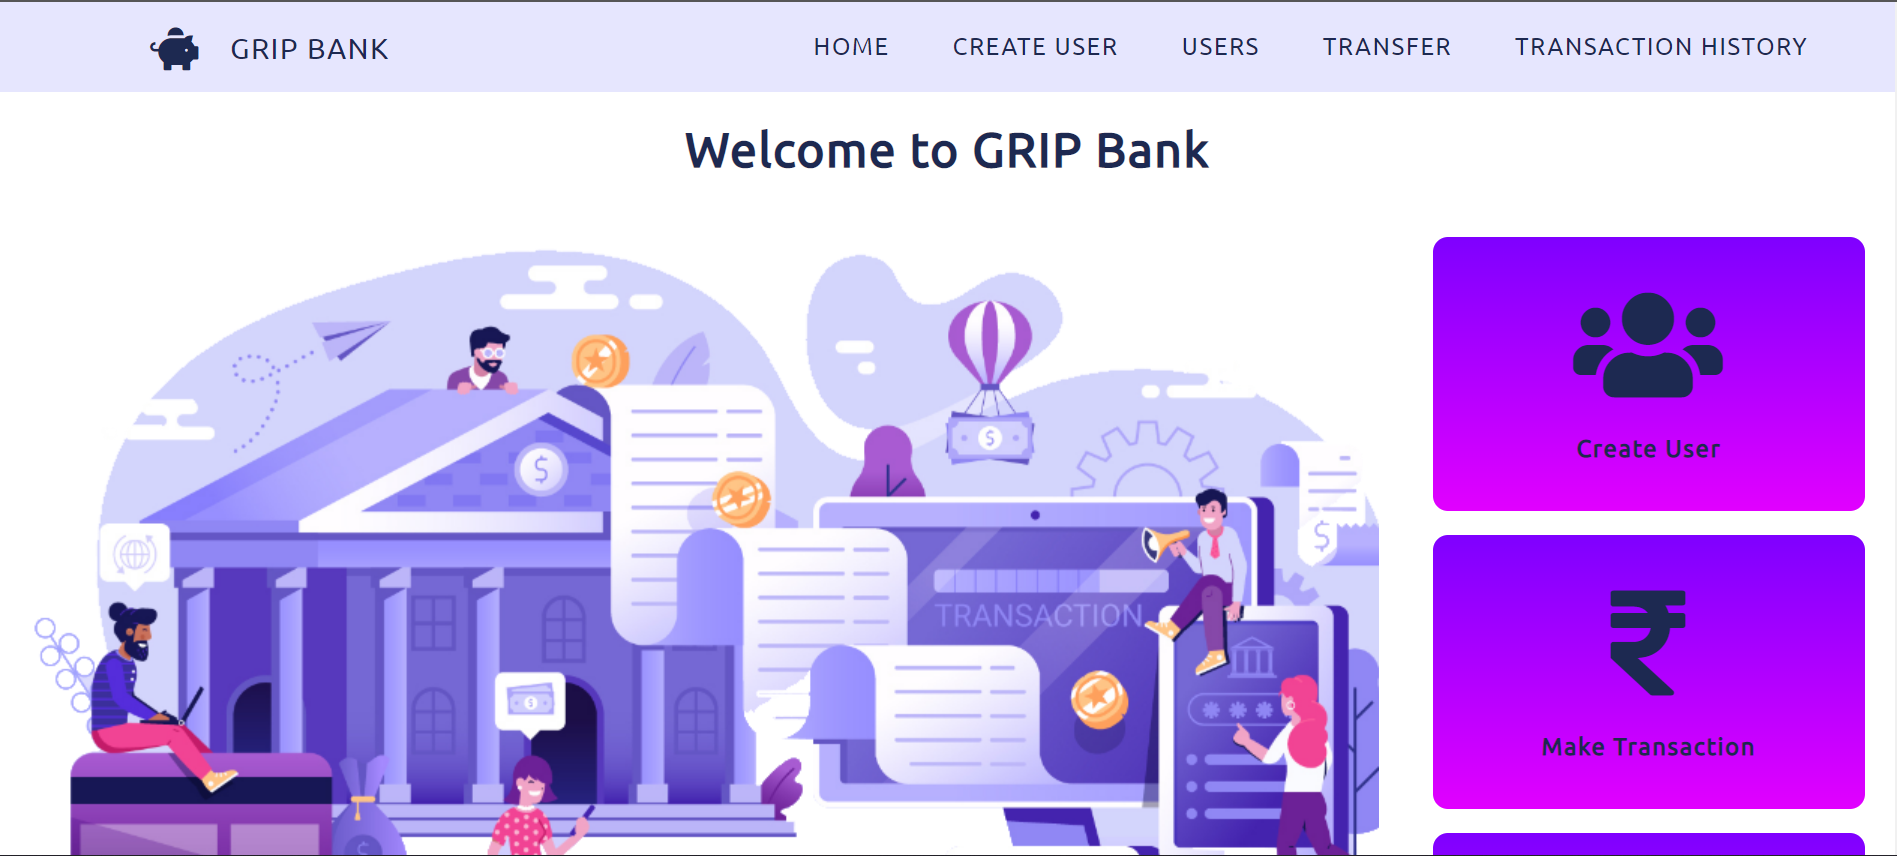 GRIP BANK
HOME CREATE USER USERS TRANSFER TRANSACTION HISTORY
Welcome to GRIP Bank
$
$
$
TRANSACTION
$
***
$
Create User
₹
Make Transaction